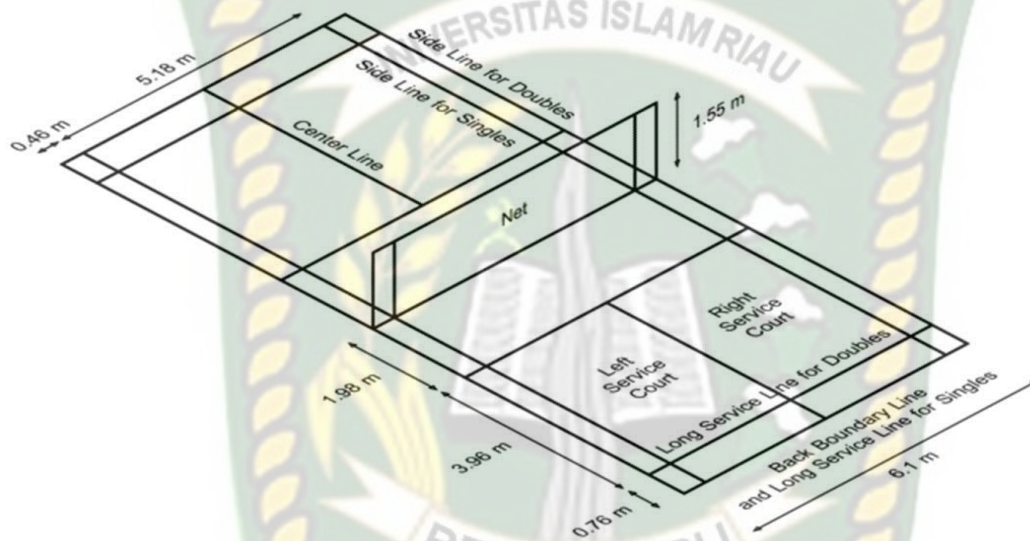 UNIVERSITAS ISLAM RIAU
5.18 m
0.46 m
Side Line for Doubles
Side Line for Singles
Center Line
1.55 m
Net
Right
Service
Court
Left
Service
Court
1.98 m
3.96 m
0.76 m
Long Service Line for Doubles
Back Boundary Line
and Long Service Line for Singles
6.1 m